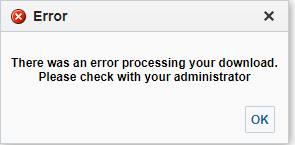 Error
There was an error processing your download.
Please check with your administrator
OK